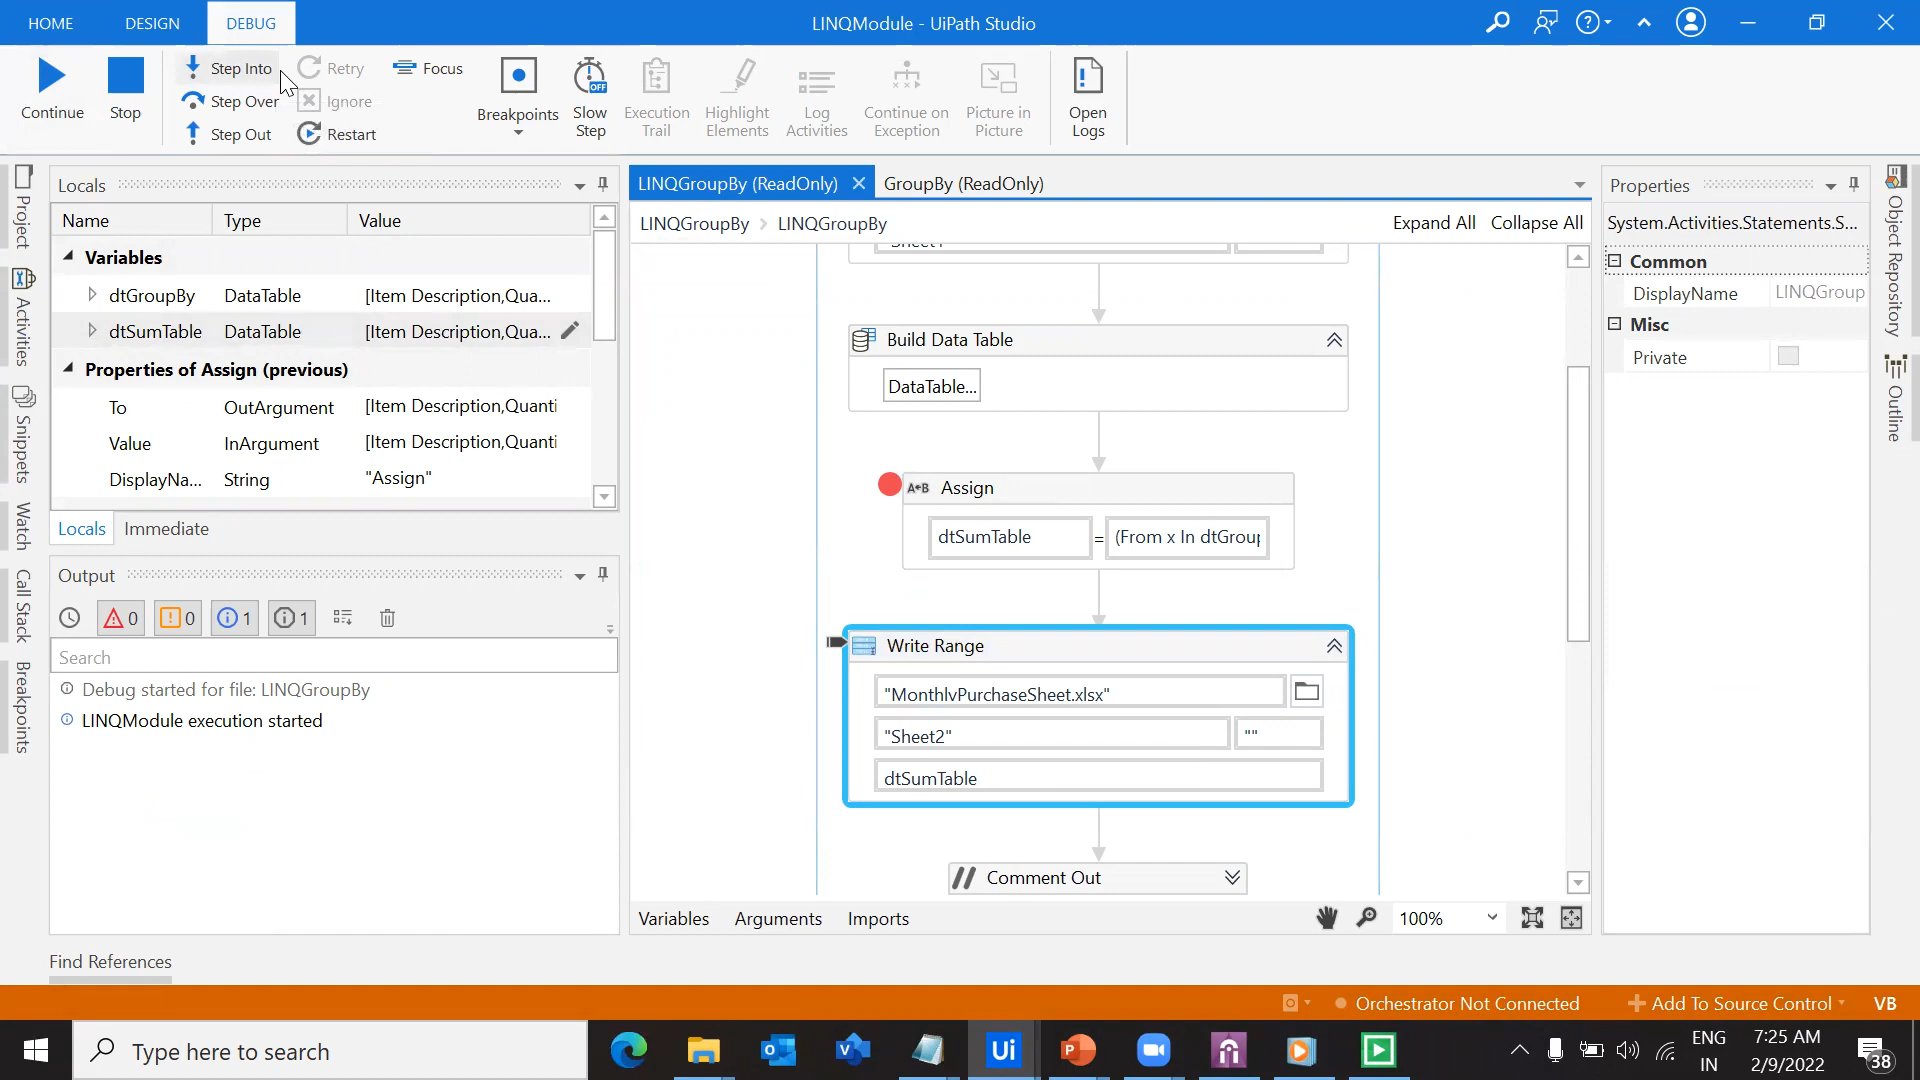 HOME DESIGN DEBUG LINQModule - UiPath Studio
Continue Stop
Step Into Retry Focus
Step Over Ignore
Step Out Restart
Breakpoints
Slow Step
Execution Trail
Highlight Elements
Log Activities
Continue on Exception
Picture in Picture
Open Logs
Project
Activities
Snippets
Watch
Call Stack
Breakpoints
Locals
Name Type Value
Variables
dtGroupBy DataTable [Item Description,Qua...
dtSumTable DataTable [Item Description,Qua...
Properties of Assign (previous)
To OutArgument [Item Description,Quanti
Value InArgument [Item Description,Quanti
DisplayNa... String "Assign"
Locals Immediate
Output
0 0 1 1
Search
Debug started for file: LINQGroupBy
LINQModule execution started
Find References
LINQGroupBy (ReadOnly) GroupBy (ReadOnly)
LINQGroupBy LINQGroupBy Expand All Collapse All
Build Data Table
DataTable...
A+B Assign
dtSumTable = (From x In dtGroup
Write Range
"MonthlyPurchaseSheet.xlsx"
"Sheet2" ""
dtSumTable
// Comment Out
Variables Arguments Imports 100%
Properties
System.Activities.Statements.S...
Common
DisplayName LINQGroup
Misc
Private
Object Repository
Outline
Orchestrator Not Connected Add To Source Control VB
Type here to search
Ui
ENG
IN
7:25 AM
2/9/2022
38